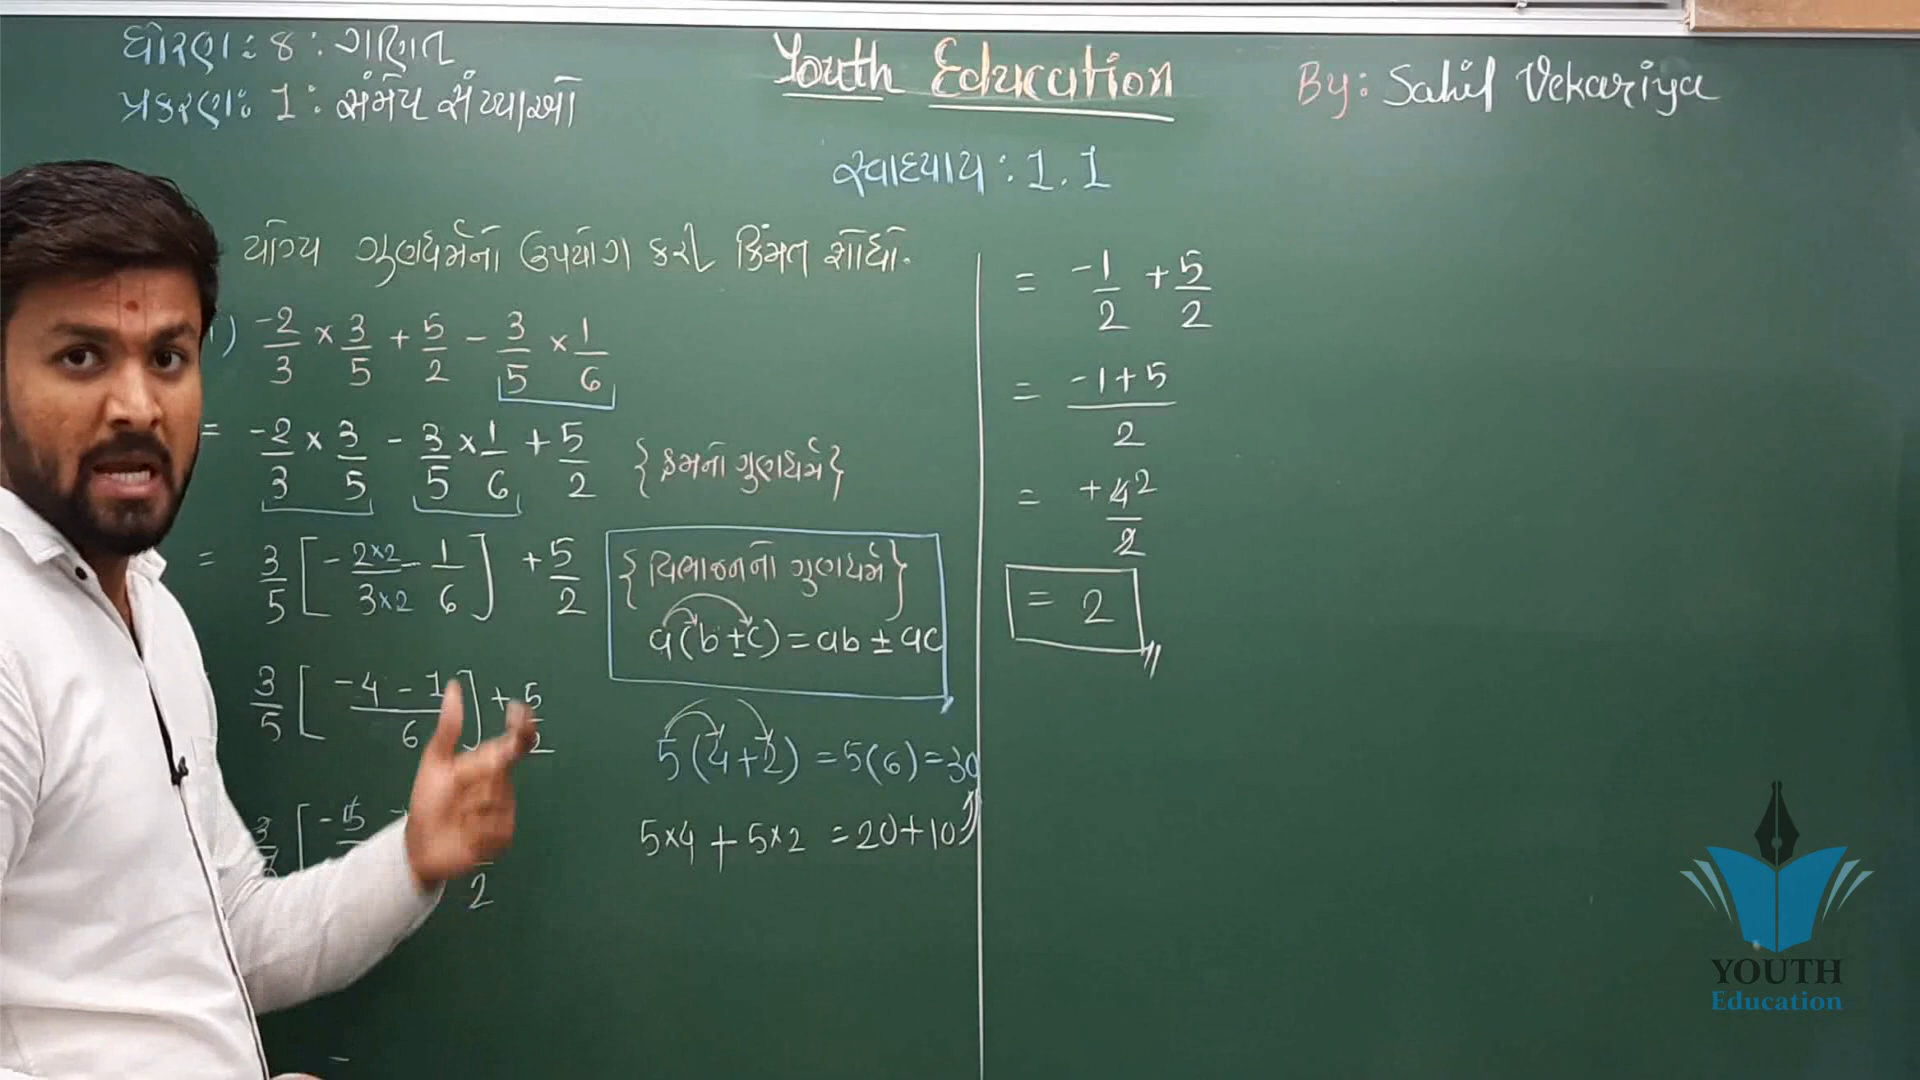 ધોરણ: ૪ : ગણિત
પ્રકરણ: 1 : સંમેય સંખ્યાઓ
Youth Education
By: Sahil Vekariya
સ્વાધ્યાય : 1.1
યોગ્ય ગુણધર્મનો ઉપયોગ કરી કિંમત શોધો.
) -2/3 × 3/5 + 5/2 - 3/5 × 1/6
= -2/3 × 3/5 - 3/5 × 1/6 + 5/2 {ક્રમનો ગુણધર્મ}
= 3/5 [ - 2×2/3×2 - 1/6 ] + 5/2 {વિભાજનનો ગુણધર્મ}
a(b±c) = ab ± ac
3/5 [ -4 - 1/6 ] + 5/2
5(4+2) = 5(6) = 30
5×4 + 5×2 = 20+10
= -1/2 + 5/2
= -1+5/2
= +4 2/2
= 2
YOUTH
Education